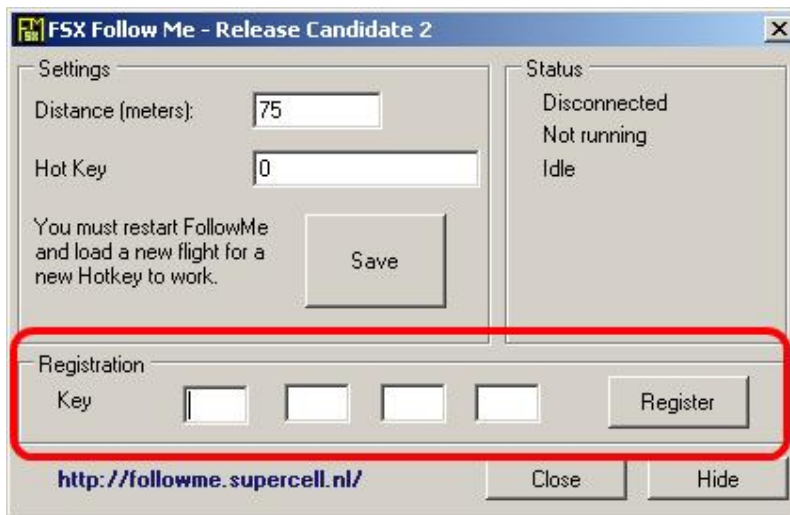 FSX Follow Me - Release Candidate 2
Settings
Distance (meters): 75
Hot Key 0
You must restart FollowMe
and load a new flight for a
new Hotkey to work.
Save
Status
Disconnected
Not running
Idle
Registration
Key
Register
http://followme.supercell.nl/
Close
Hide